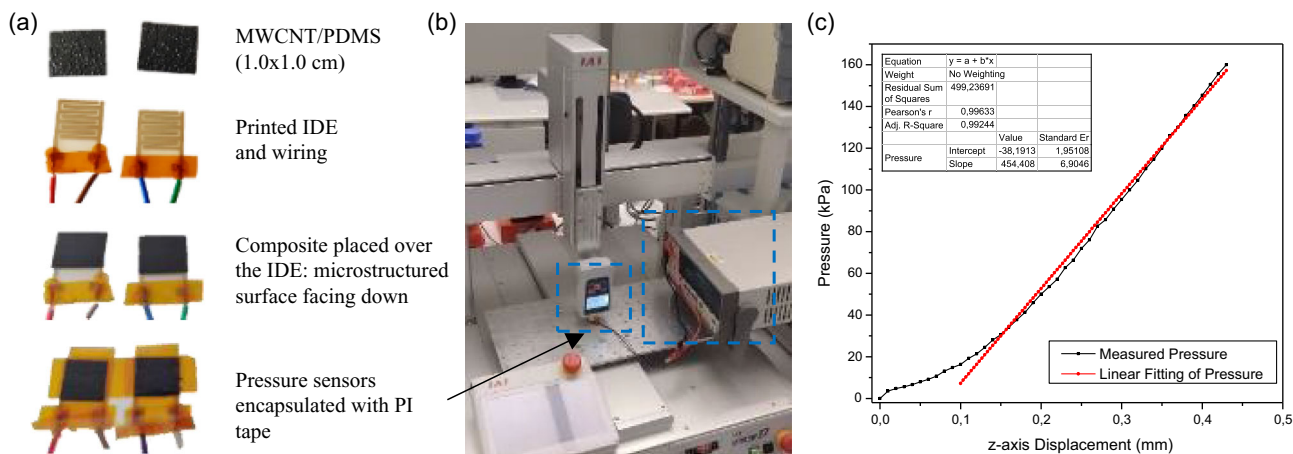 (a)
MWCNT/PDMS
(1.0x1.0 cm)
Printed IDE
and wiring
Composite placed over
the IDE: microstructured
surface facing down
Pressure sensors
encapsulated with PI
tape
(b)
IAI
(c)
Equation y = a + b*x
Weight No Weighting
Residual Sum
of Squares 499,23691
Pearson's r 0,99633
Adj. R-Square 0,99244
Value Standard Er
Pressure Intercept -38,1913 1,95108
Slope 454,408 6,9046
Pressure (kPa)
160
140
120
100
80
60
40
20
0
Measured Pressure
Linear Fitting of Pressure
0,0 0,1 0,2 0,3 0,4 0,5
z-axis Displacement (mm)